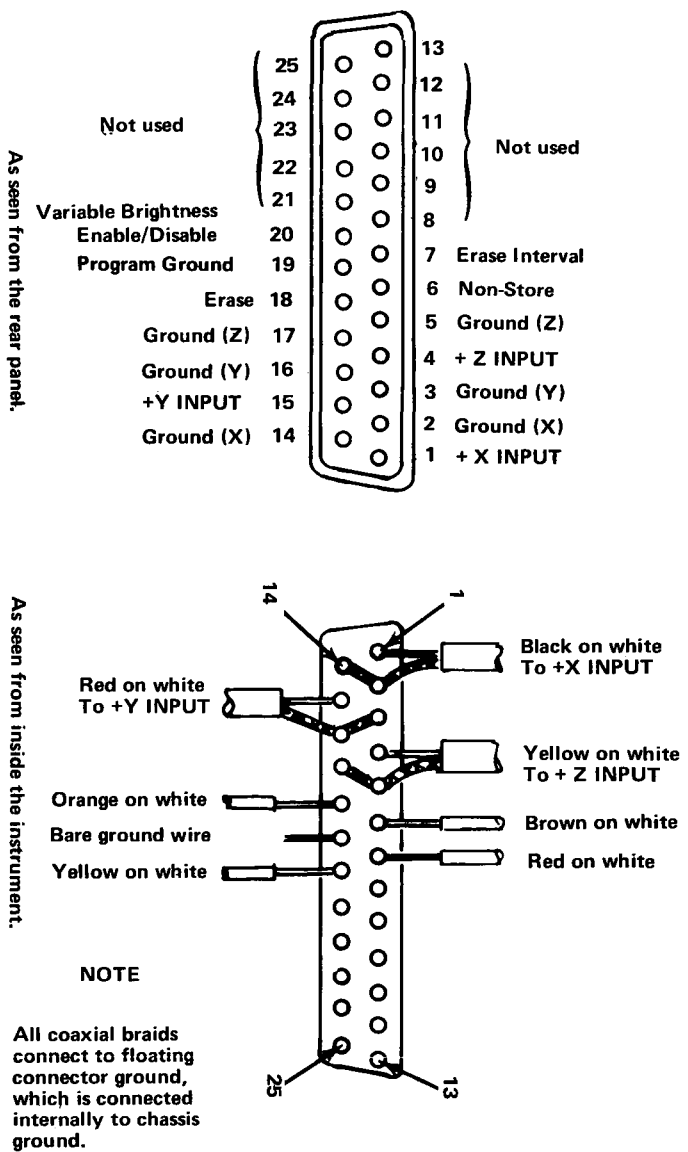 As seen from the rear panel.
13
25
12
24
11
23
Not used
10
Not used
22
9
21
8
Variable Brightness
Enable/Disable 20
7 Erase Interval
Program Ground 19
6 Non-Store
Erase 18
5 Ground (Z)
Ground (Z) 17
4 + Z INPUT
Ground (Y) 16
3 Ground (Y)
+Y INPUT 15
2 Ground (X)
Ground (X) 14
1 + X INPUT
As seen from inside the instrument.
14
1
Black on white
To +X INPUT
Red on white
To +Y INPUT
Yellow on white
To + Z INPUT
Orange on white
Brown on white
Bare ground wire
Red on white
Yellow on white
25
13
NOTE
All coaxial braids
connect to floating
connector ground,
which is connected
internally to chassis
ground.